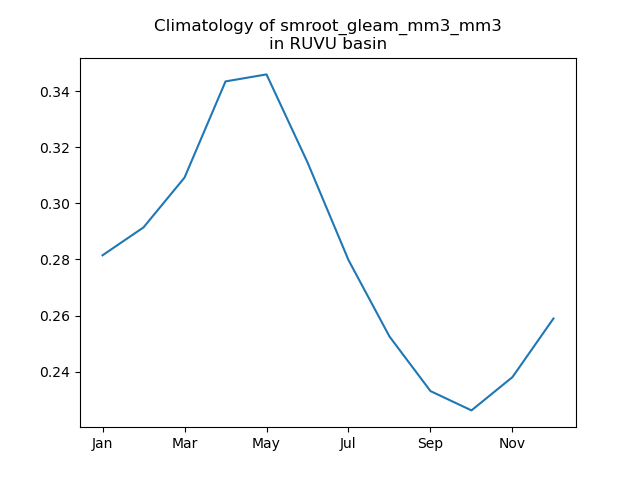 Climatology of smroot_gleam_mm3_mm3
in RUVU basin
0.34
0.32
0.30
0.28
0.26
0.24
Jan Mar May Jul Sep Nov